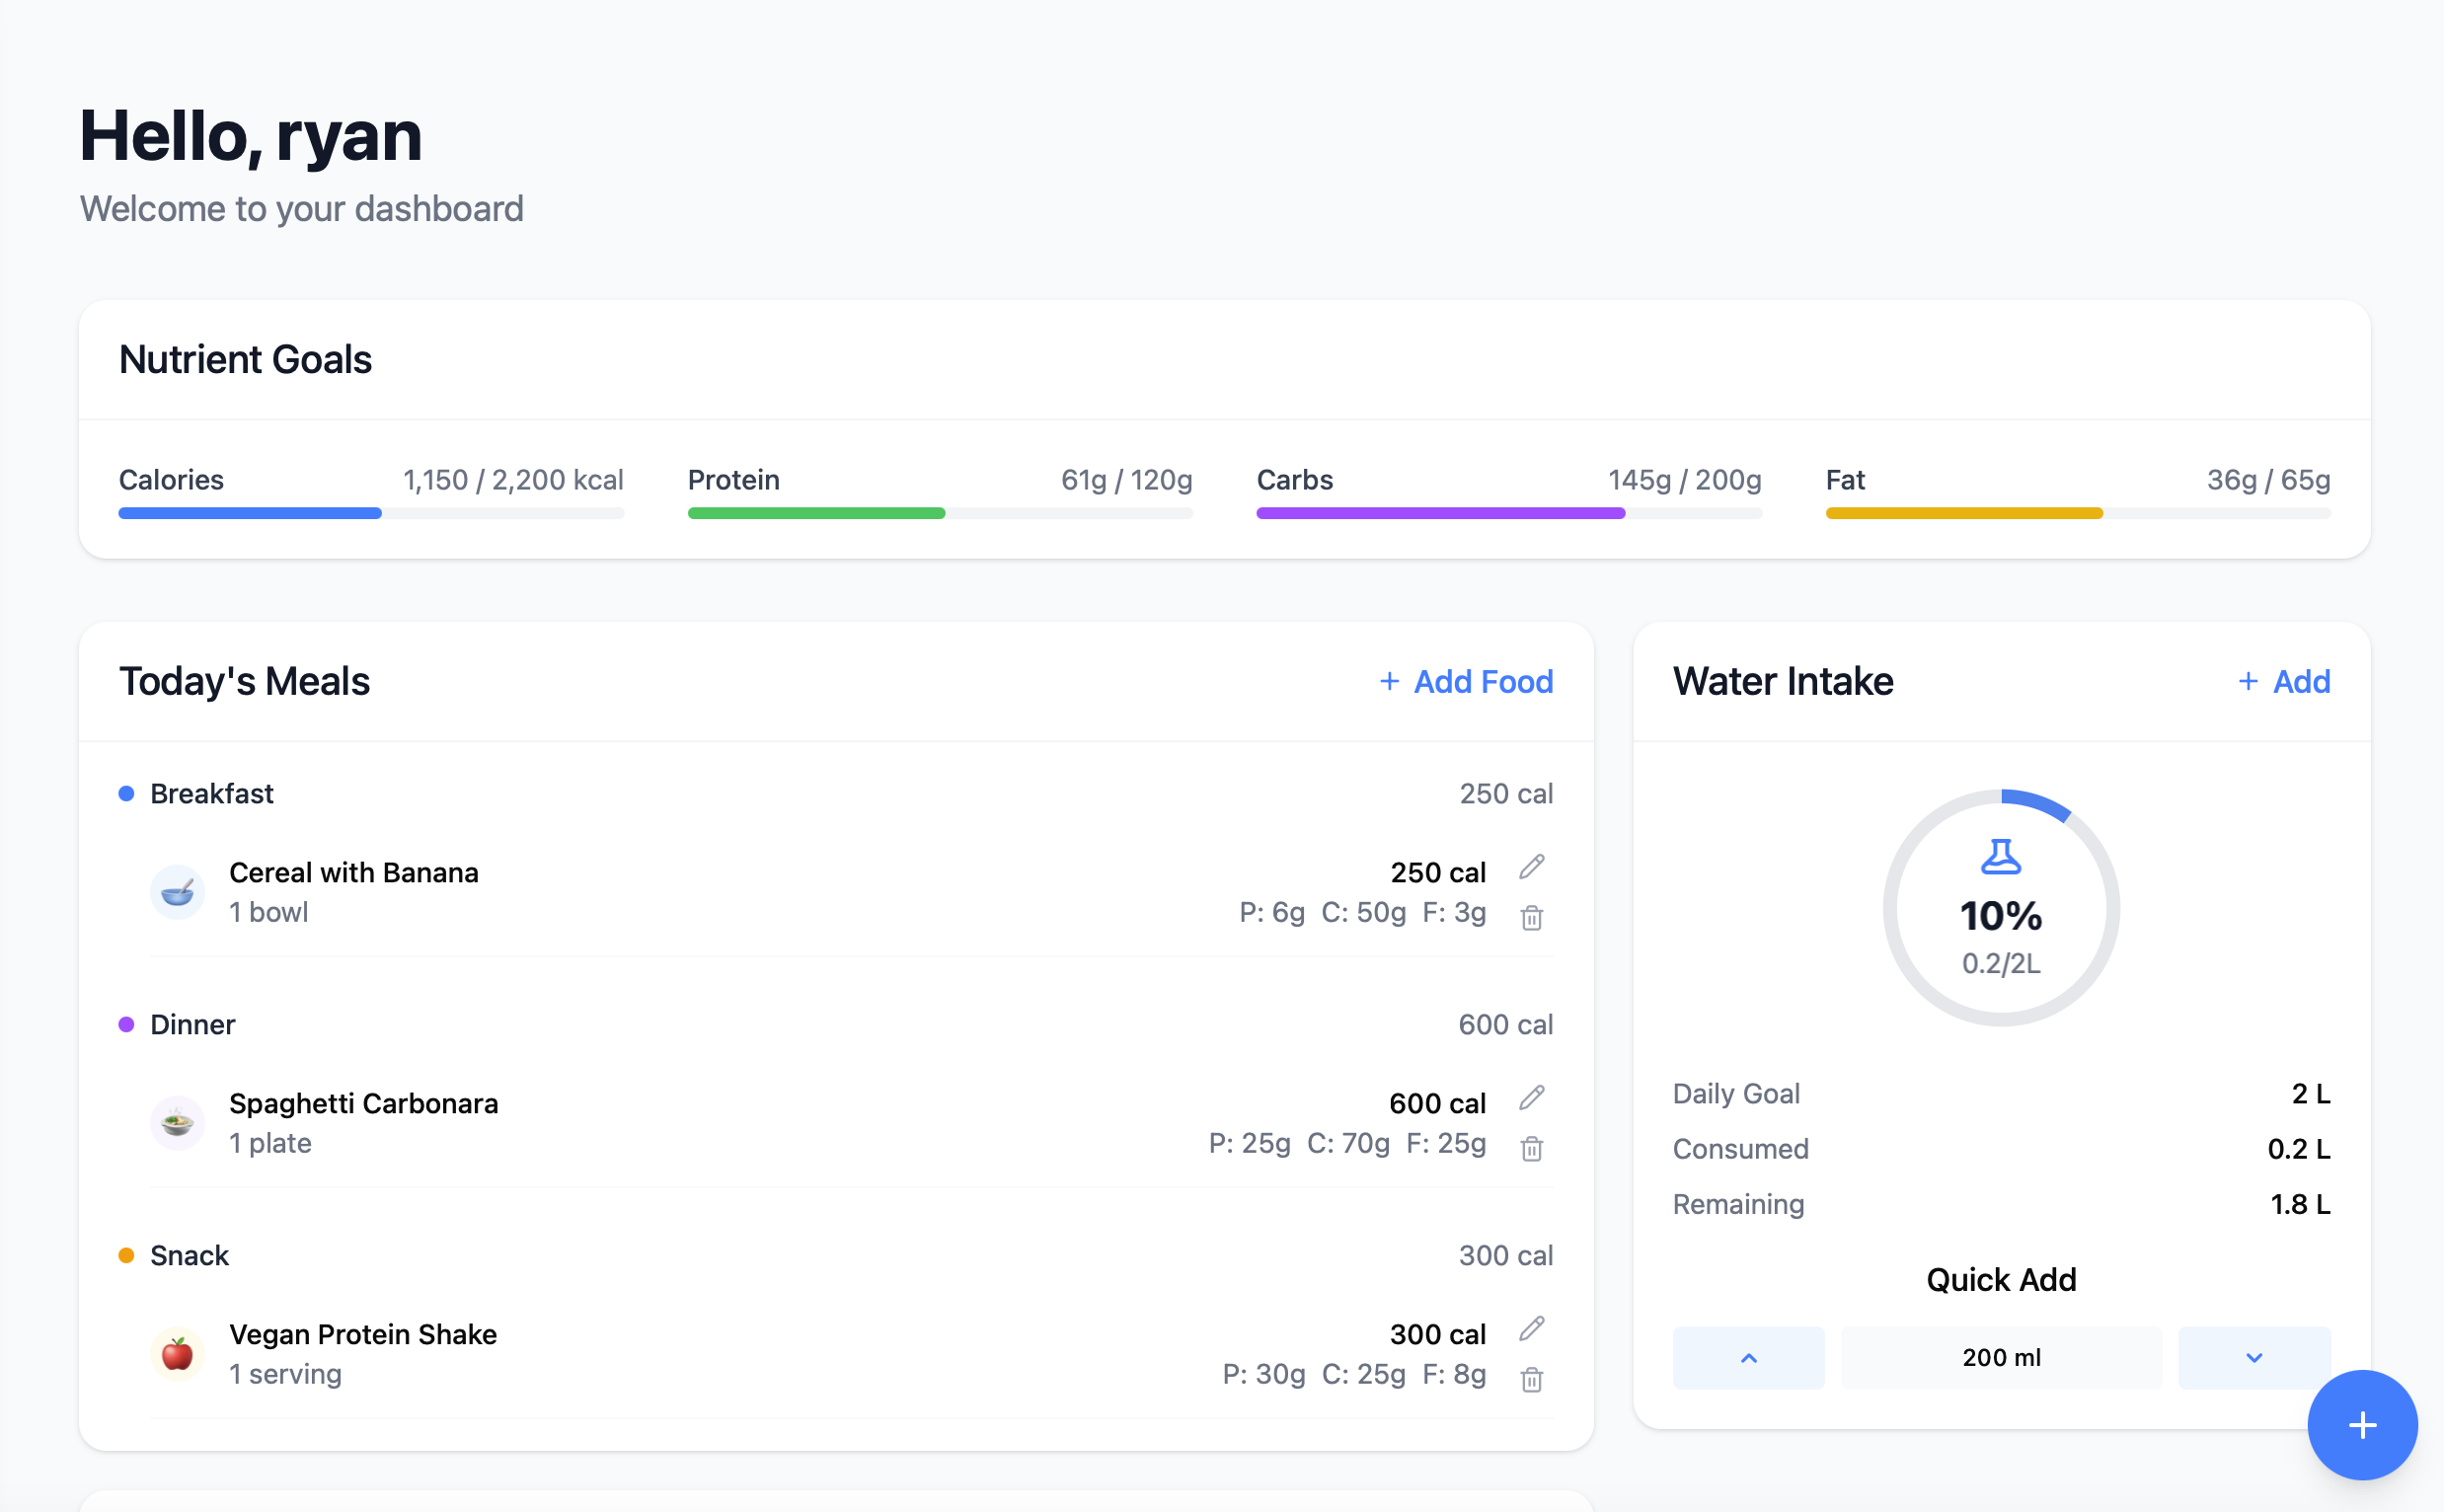 Hello, ryan
Welcome to your dashboard
Nutrient Goals
Calories 1,150 / 2,200 kcal
Protein 61g / 120g
Carbs 145g / 200g
Fat 36g / 65g
Today's Meals + Add Food
Breakfast 250 cal
Cereal with Banana 250 cal
1 bowl P: 6g C: 50g F: 3g
Dinner 600 cal
Spaghetti Carbonara 600 cal
1 plate P: 25g C: 70g F: 25g
Snack 300 cal
Vegan Protein Shake 300 cal
1 serving P: 30g C: 25g F: 8g
Water Intake + Add
10%
0.2/2L
Daily Goal 2 L
Consumed 0.2 L
Remaining 1.8 L
Quick Add
200 ml
+